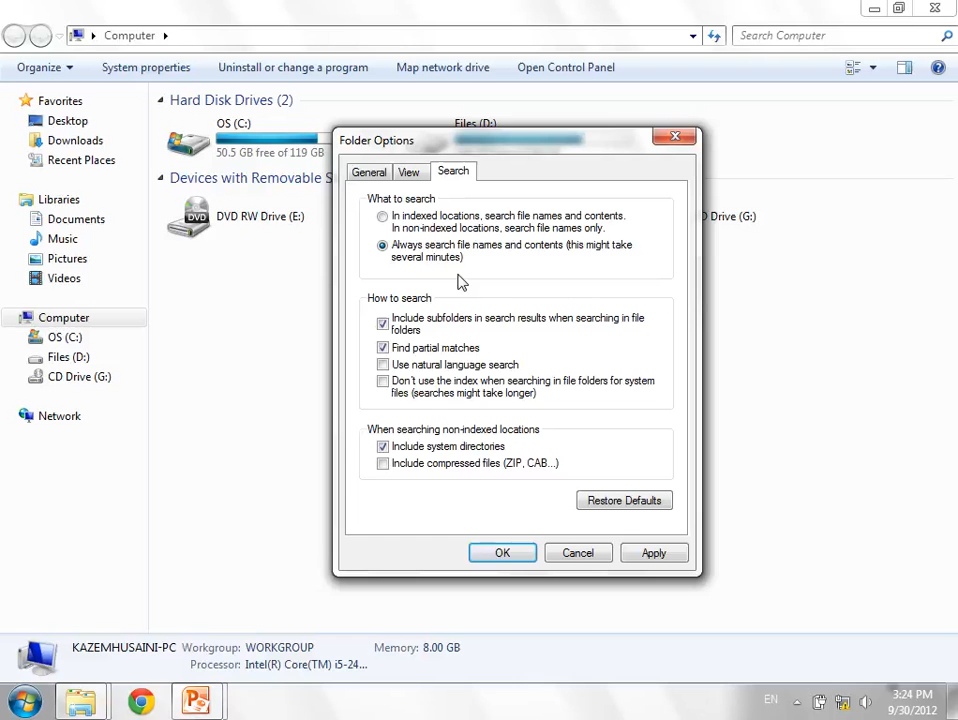 Computer
Search Computer
Organize
System properties
Uninstall or change a program
Map network drive
Open Control Panel
Favorites
Desktop
Downloads
Recent Places
Libraries
Documents
Music
Pictures
Videos
Computer
OS (C:)
Files (D:)
CD Drive (G:)
Network
Hard Disk Drives (2)
OS (C:)
50.5 GB free of 119 GB
Files (D:)
Devices with Removable S
DVD RW Drive (E:)
DVD
D Drive (G:)
Folder Options
General
View
Search
What to search
In indexed locations, search file names and contents.
In non-indexed locations, search file names only.
Always search file names and contents (this might take
several minutes)
How to search
Include subfolders in search results when searching in file
folders
Find partial matches
Use natural language search
Don't use the index when searching in file folders for system
files (searches might take longer)
When searching non-indexed locations
Include system directories
Include compressed files (ZIP, CAB...)
Restore Defaults
OK
Cancel
Apply
KAZEMHUSAINI-PC
Workgroup: WORKGROUP
Memory: 8.00 GB
Processor: Intel(R) Core(TM) i5-24...
EN
3:24 PM
9/30/2012